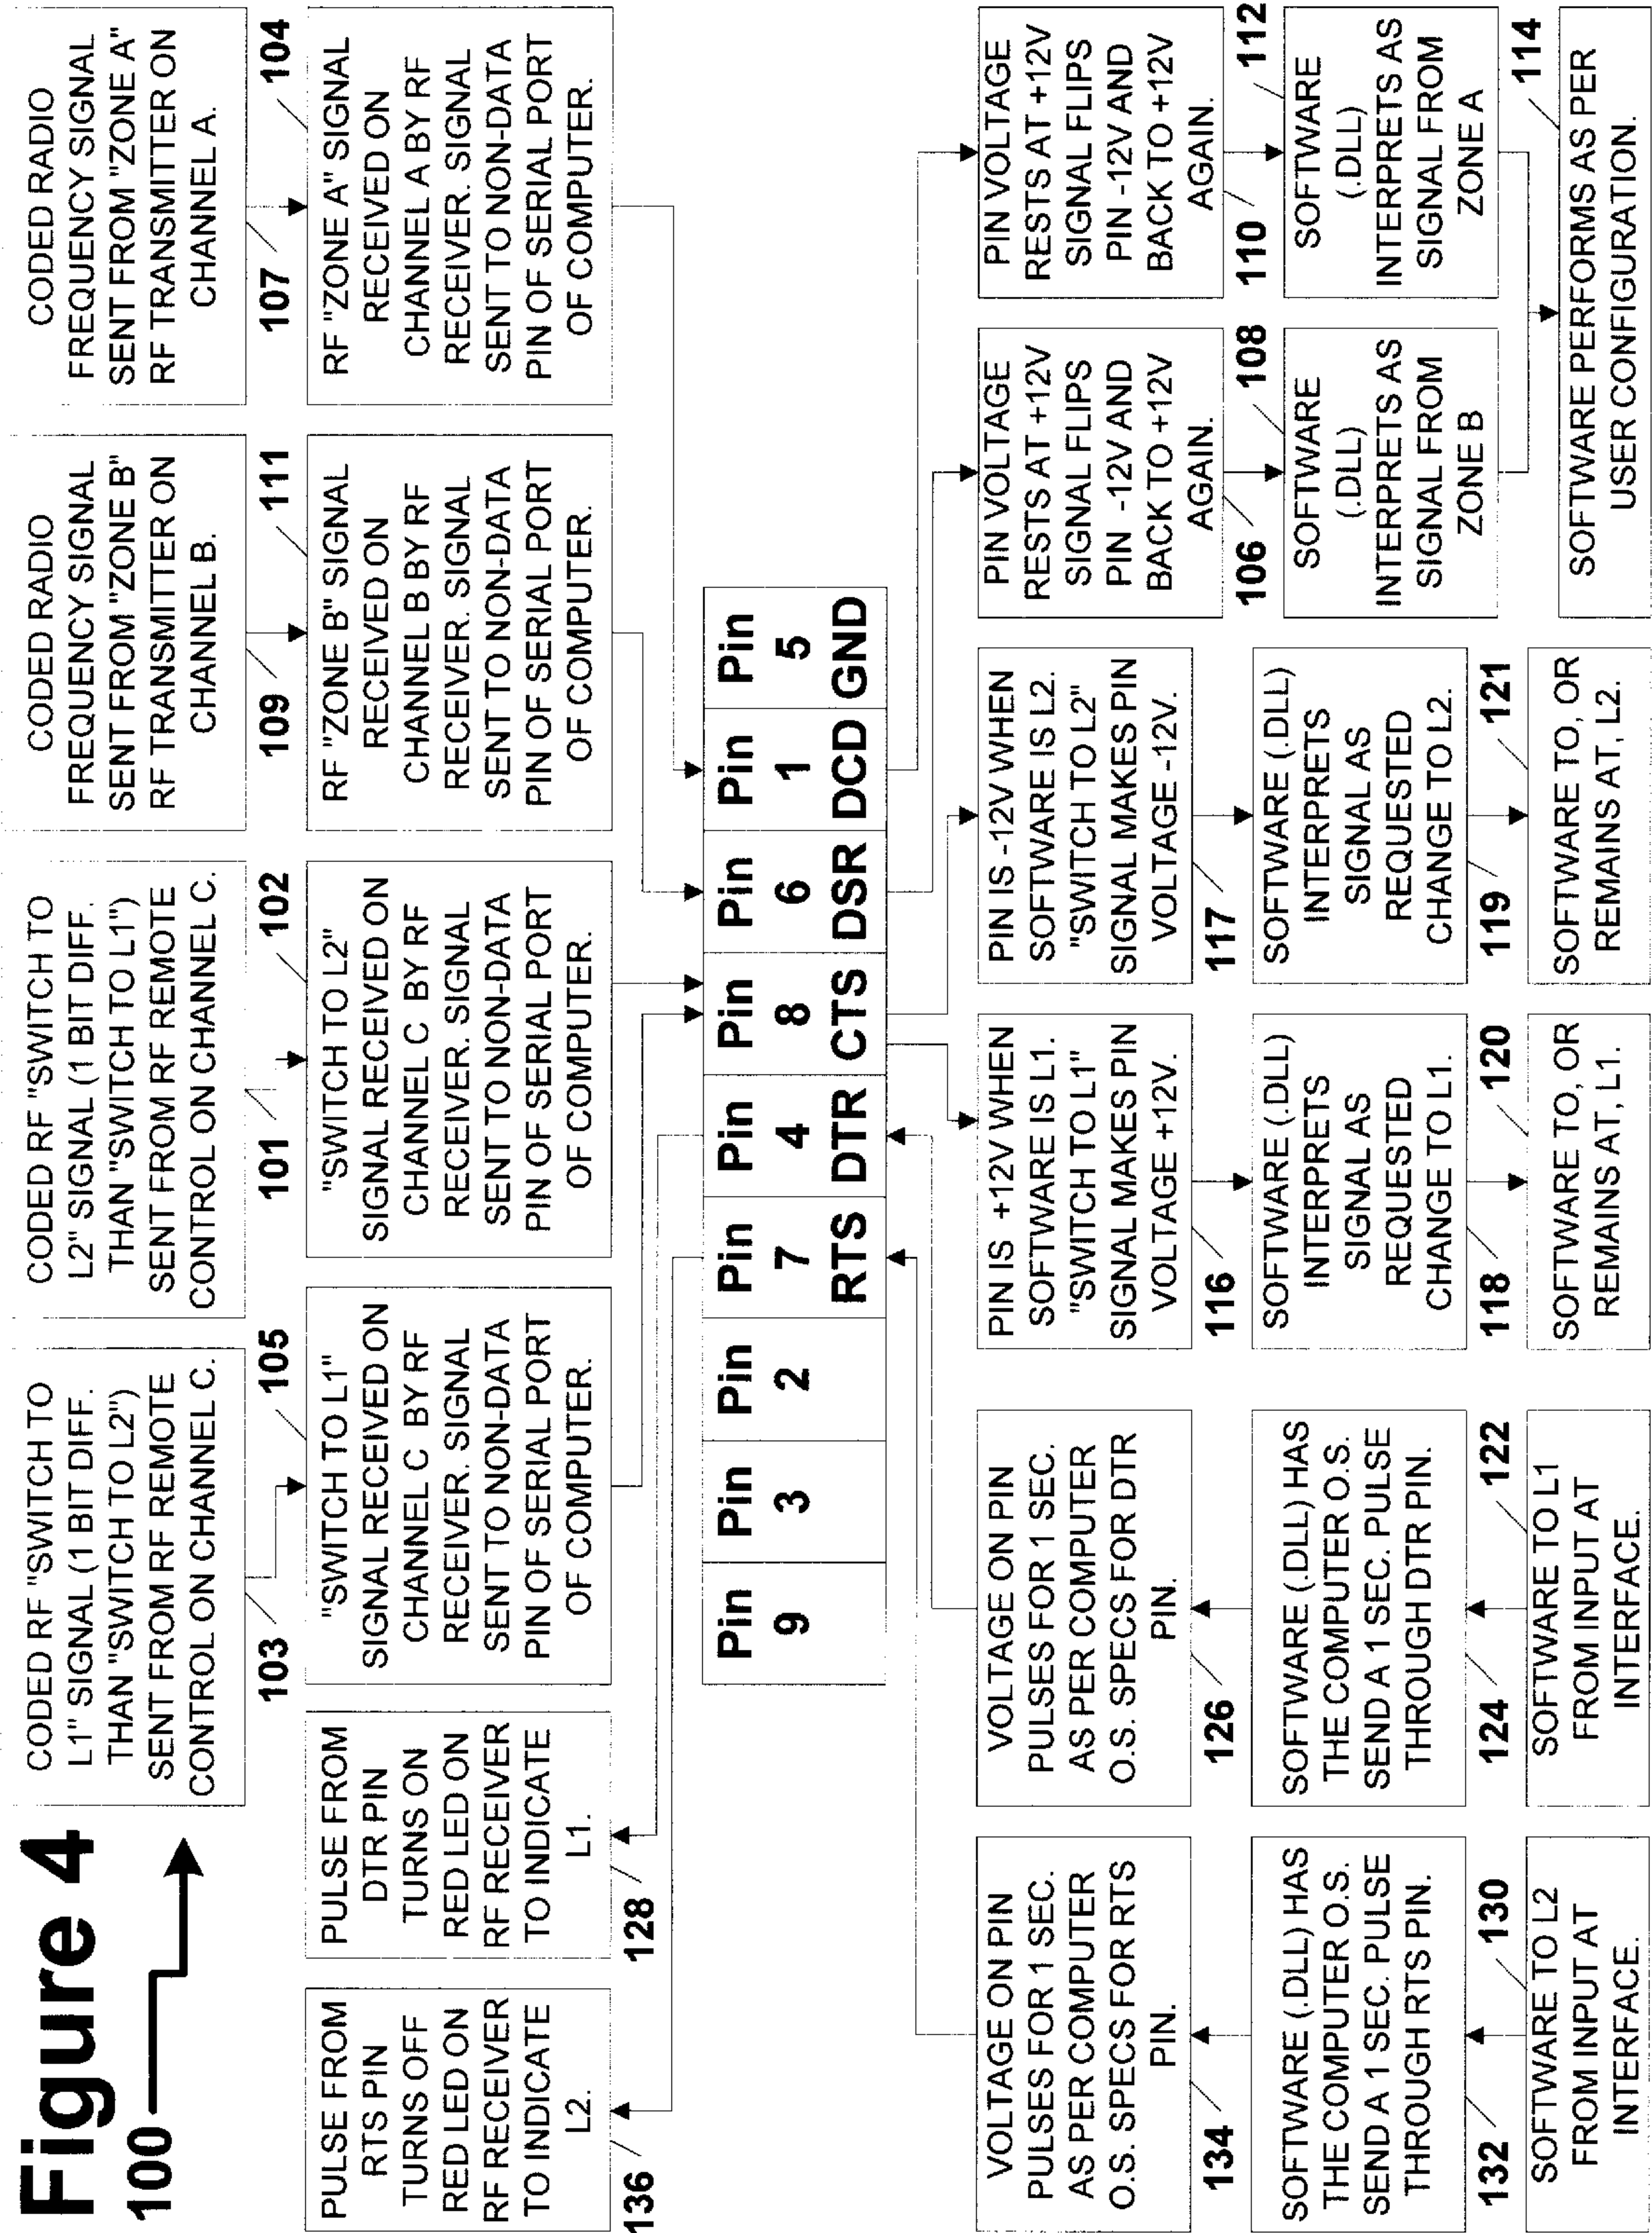 Figure 4
100
CODED RF "SWITCH TO
L1" SIGNAL (1 BIT DIFF.
THAN "SWITCH TO L2")
SENT FROM RF REMOTE
CONTROL ON CHANNEL C.
CODED RF "SWITCH TO
L2" SIGNAL (1 BIT DIFF.
THAN "SWITCH TO L1")
SENT FROM RF REMOTE
CONTROL ON CHANNEL C.
CODED RADIO
FREQUENCY SIGNAL
SENT FROM "ZONE B"
RF TRANSMITTER ON
CHANNEL B.
CODED RADIO
FREQUENCY SIGNAL
SENT FROM "ZONE A"
RF TRANSMITTER ON
CHANNEL A.
103
105
101
102
109
111
107
104
PULSE FROM
RTS PIN
TURNS OFF
RED LED ON
RF RECEIVER
TO INDICATE
L2.
PULSE FROM
DTR PIN
TURNS ON
RED LED ON
RF RECEIVER
TO INDICATE
L1.
"SWITCH TO L1"
SIGNAL RECEIVED ON
CHANNEL C BY RF
RECEIVER. SIGNAL
SENT TO NON-DATA
PIN OF SERIAL PORT
OF COMPUTER.
"SWITCH TO L2"
SIGNAL RECEIVED ON
CHANNEL C BY RF
RECEIVER. SIGNAL
SENT TO NON-DATA
PIN OF SERIAL PORT
OF COMPUTER.
RF "ZONE B" SIGNAL
RECEIVED ON
CHANNEL B BY RF
RECEIVER. SIGNAL
SENT TO NON-DATA
PIN OF SERIAL PORT
OF COMPUTER.
RF "ZONE A" SIGNAL
RECEIVED ON
CHANNEL A BY RF
RECEIVER. SIGNAL
SENT TO NON-DATA
PIN OF SERIAL PORT
OF COMPUTER.
136
128
Pin Pin Pin Pin Pin Pin Pin Pin Pin
9 3 2 7 4 8 6 1 5
RTS DTR CTS DSR DCD GND
VOLTAGE ON PIN
PULSES FOR 1 SEC.
AS PER COMPUTER
O.S. SPECS FOR RTS
PIN.
VOLTAGE ON PIN
PULSES FOR 1 SEC.
AS PER COMPUTER
O.S. SPECS FOR DTR
PIN.
PIN IS +12V WHEN
SOFTWARE IS L1.
"SWITCH TO L1"
SIGNAL MAKES PIN
VOLTAGE +12V.
PIN IS -12V WHEN
SOFTWARE IS L2.
"SWITCH TO L2"
SIGNAL MAKES PIN
VOLTAGE -12V.
PIN VOLTAGE
RESTS AT +12V
SIGNAL FLIPS
PIN -12V AND
BACK TO +12V
AGAIN.
PIN VOLTAGE
RESTS AT +12V
SIGNAL FLIPS
PIN -12V AND
BACK TO +12V
AGAIN.
134
126
116
117
106
108
110
112
SOFTWARE (.DLL) HAS
THE COMPUTER O.S.
SEND A 1 SEC. PULSE
THROUGH RTS PIN.
SOFTWARE (.DLL) HAS
THE COMPUTER O.S.
SEND A 1 SEC. PULSE
THROUGH DTR PIN.
SOFTWARE (.DLL)
INTERPRETS
SIGNAL AS
REQUESTED
CHANGE TO L1.
SOFTWARE (.DLL)
INTERPRETS
SIGNAL AS
REQUESTED
CHANGE TO L2.
SOFTWARE
(.DLL)
INTERPRETS AS
SIGNAL FROM
ZONE B
SOFTWARE
(.DLL)
INTERPRETS AS
SIGNAL FROM
ZONE A
132
130
124
122
118
120
119
121
114
SOFTWARE TO L2
FROM INPUT AT
INTERFACE.
SOFTWARE TO L1
FROM INPUT AT
INTERFACE.
SOFTWARE TO, OR
REMAINS AT, L1.
SOFTWARE TO, OR
REMAINS AT, L2.
SOFTWARE PERFORMS AS PER
USER CONFIGURATION.